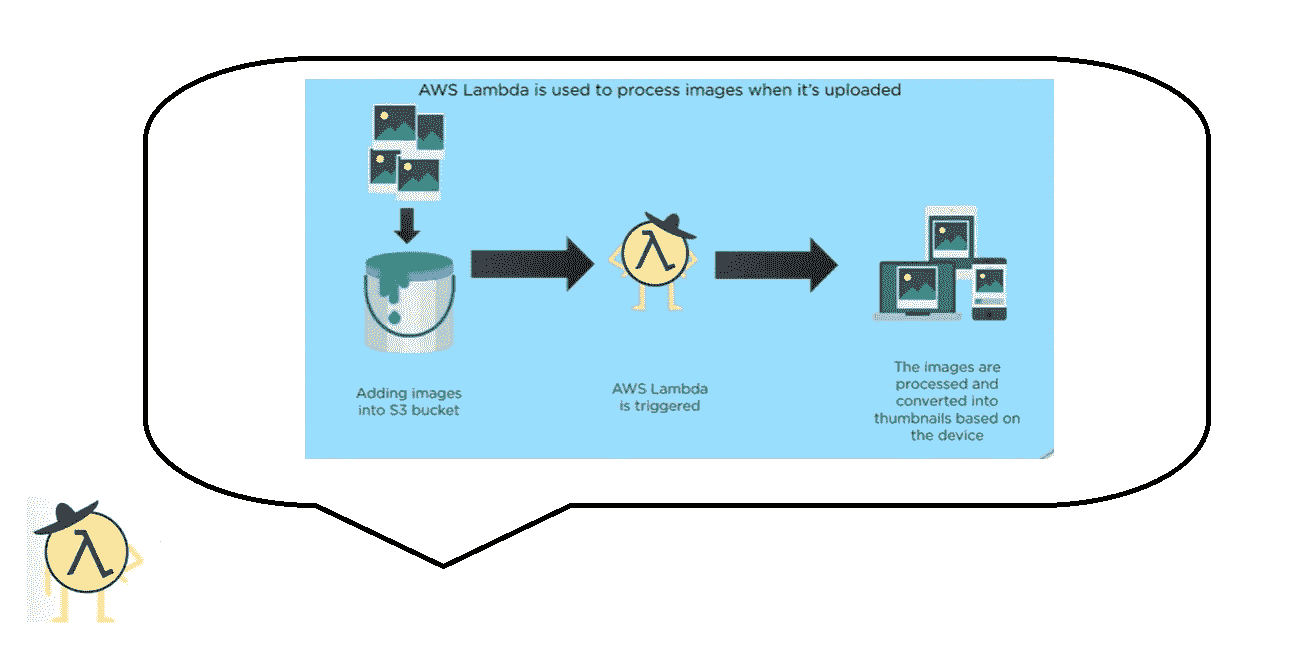 AWS Lambda is used to process images when it's uploaded
λ
Adding images
into S3 bucket
AWS Lambda
is triggered
The images are
processed and
converted into
thumbnails based on
the device
λ